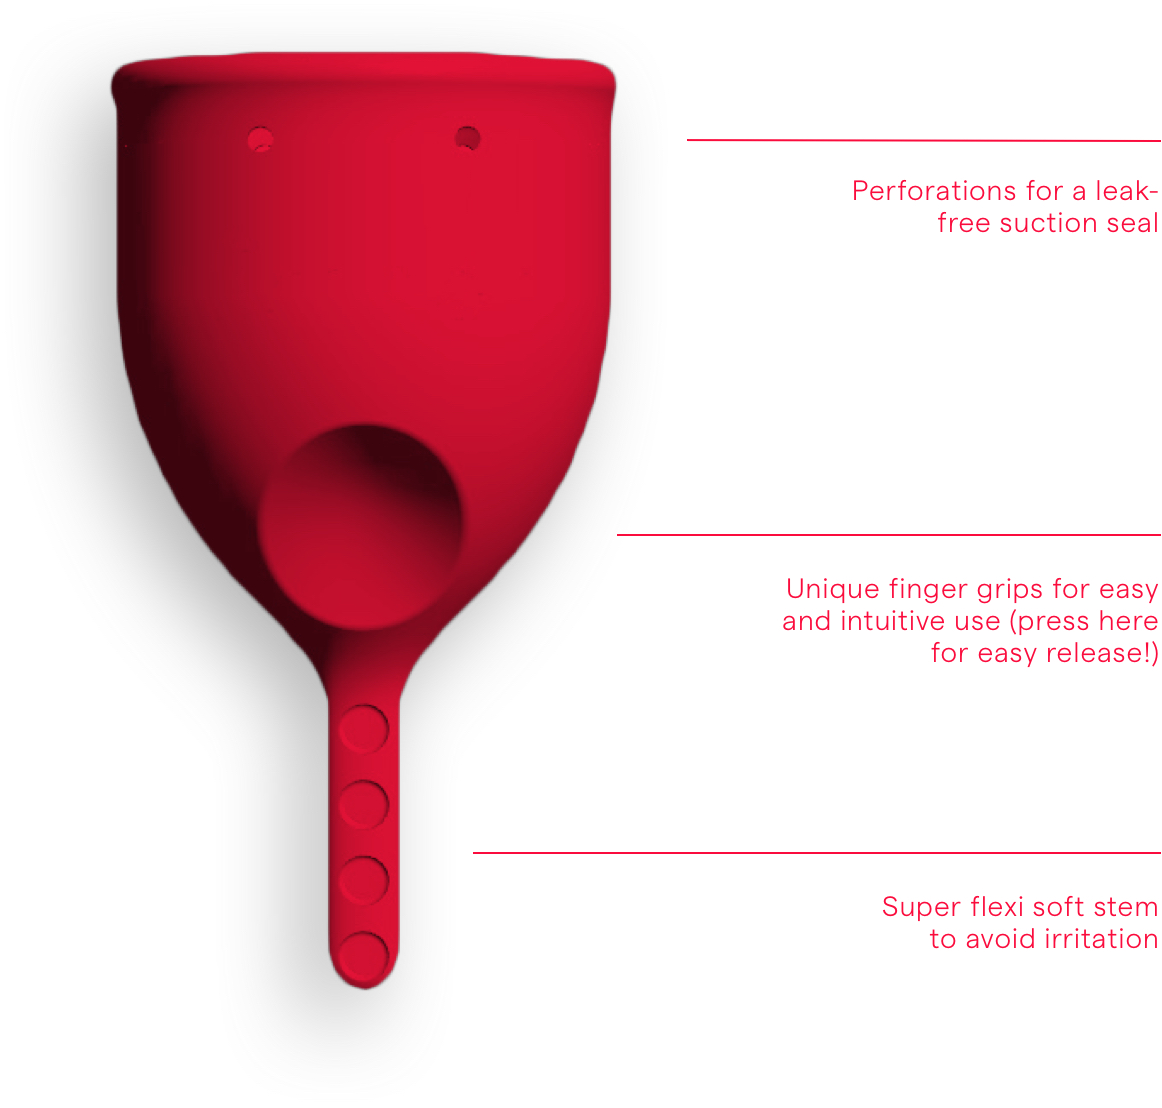 Perforations for a leak-
free suction seal
Unique finger grips for easy
and intuitive use (press here
for easy release!)
Super flexi soft stem
to avoid irritation